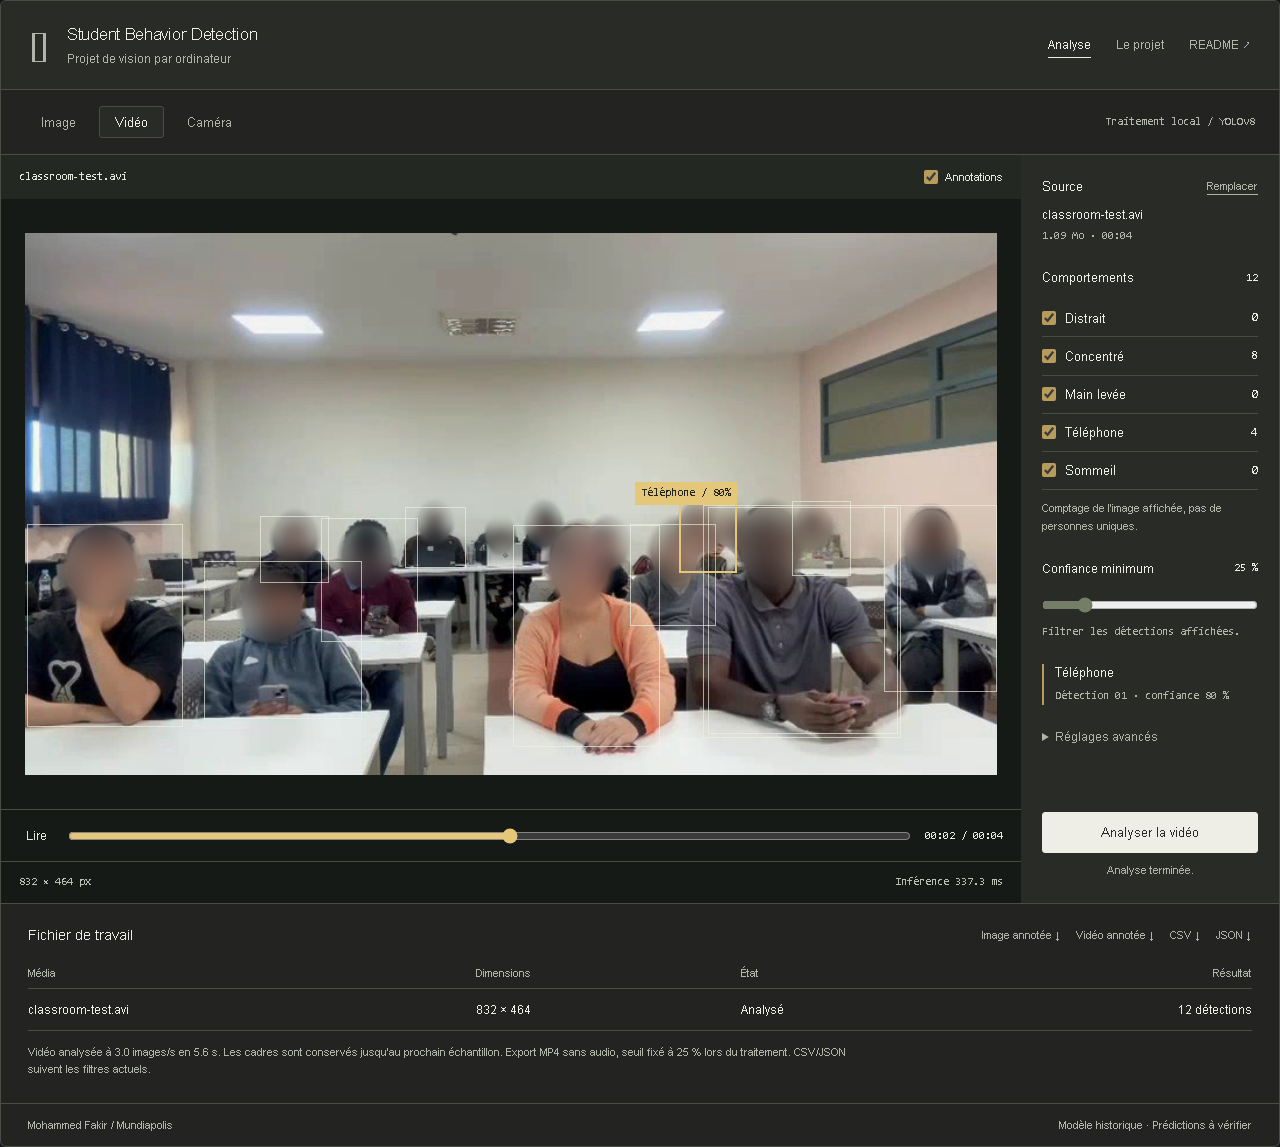 Student Behavior Detection
Projet de vision par ordinateur
Analyse
Le projet
README ↗
Image
Vidéo
Caméra
Traitement local / YOLOv8
classroom-test.avi
Annotations
Téléphone / 80%
Source
Remplacer
classroom-test.avi
1.09 Mo · 00:04
Comportements
12
Distrait
0
Concentré
8
Main levée
0
Téléphone
4
Sommeil
0
Comptage de l'image affichée, pas de
personnes uniques.
Confiance minimum
25 %
Filtrer les détections affichées.
Téléphone
Détection 01 · confiance 80 %
▶ Réglages avancés
Analyser la vidéo
Analyse terminée.
Lire
00:02 / 00:04
832 × 464 px
Inférence 337.3 ms
Fichier de travail
Image annotée ↓
Vidéo annotée ↓
CSV ↓
JSON ↓
Média
Dimensions
État
Résultat
classroom-test.avi
832 × 464
Analysé
12 détections
Vidéo analysée à 3.0 images/s en 5.6 s. Les cadres sont conservés jusqu'au prochain échantillon. Export MP4 sans audio, seuil fixé à 25 % lors du traitement. CSV/JSON
suivent les filtres actuels.
Mohammed Fakir / Mundiapolis
Modèle historique · Prédictions à vérifier